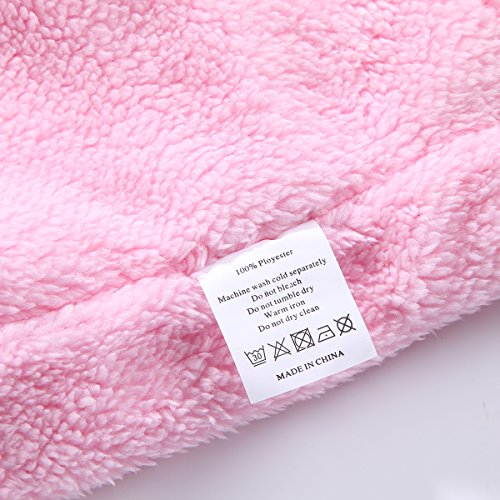 100% Ployester
Machine wash cold separately
Do not bleach
Do not tumble dry
Warm iron
Do not dry clean
30
MADE IN CHINA